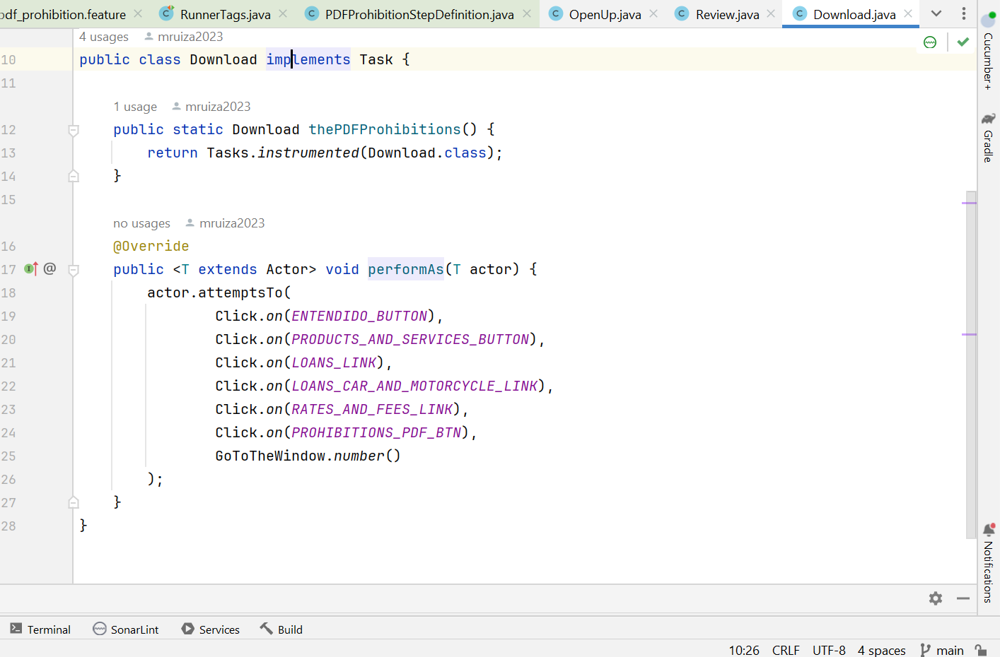 pdf_prohibition.feature RunnerTags.java PDFProhibitionStepDefinition.java OpenUp.java Review.java Download.java
4 usages mruiza2023
10 public class Download implements Task {
11
1 usage mruiza2023
12 public static Download thePDFProhibitions() {
13 return Tasks.instrumented(Download.class);
14 }
15
no usages mruiza2023
16 @Override
17 @ public <T extends Actor> void performAs(T actor) {
18 actor.attemptsTo(
19 Click.on(ENTENDIDO_BUTTON),
20 Click.on(PRODUCTS_AND_SERVICES_BUTTON),
21 Click.on(LOANS_LINK),
22 Click.on(LOANS_CAR_AND_MOTORCYCLE_LINK),
23 Click.on(RATES_AND_FEES_LINK),
24 Click.on(PROHIBITIONS_PDF_BTN),
25 GoToTheWindow.number()
26 );
27 }
28 }
Cucumber+
Gradle
Notifications
Terminal SonarLint Services Build
10:26 CRLF UTF-8 4 spaces main